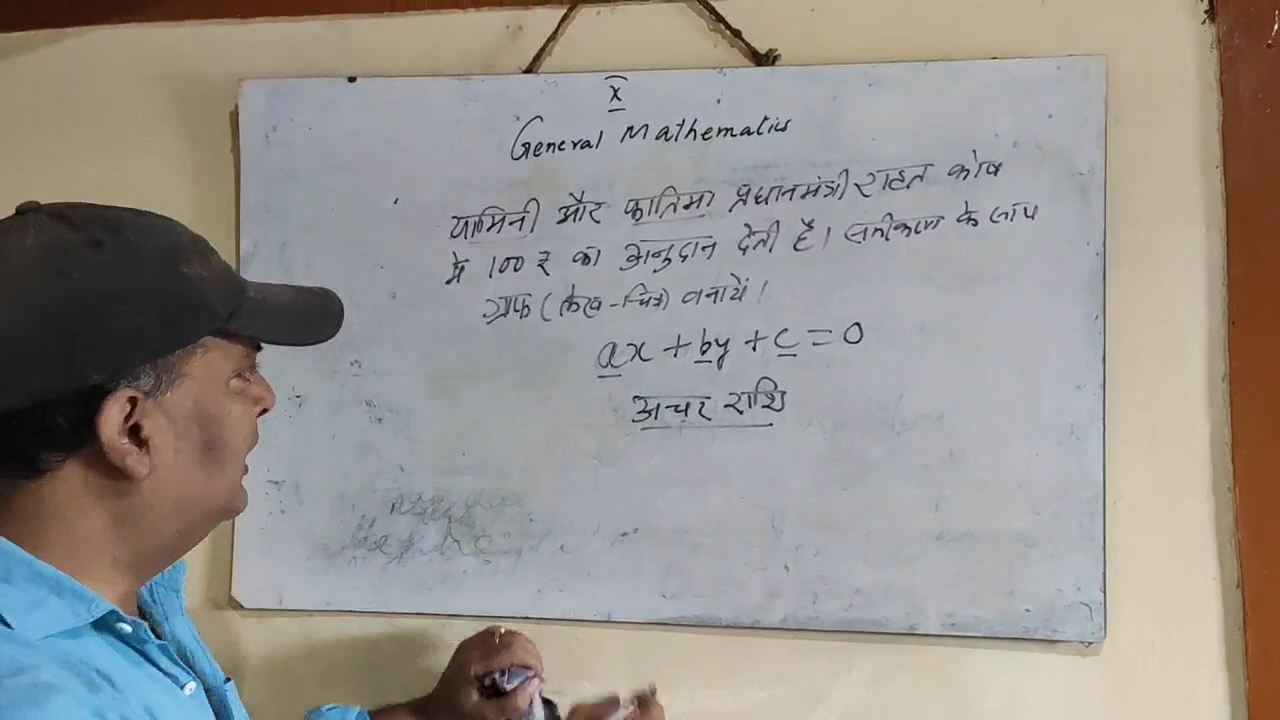 X
General Mathematics
यामिनी और फातिमा प्रधानमंत्री राहत कोष
मे 100 ₹ का अनुदान देती हैं। समीकरण के साथ
ग्राफ (लेख-चित्र) बनायें।
ax + by + c = 0
अचर राशि